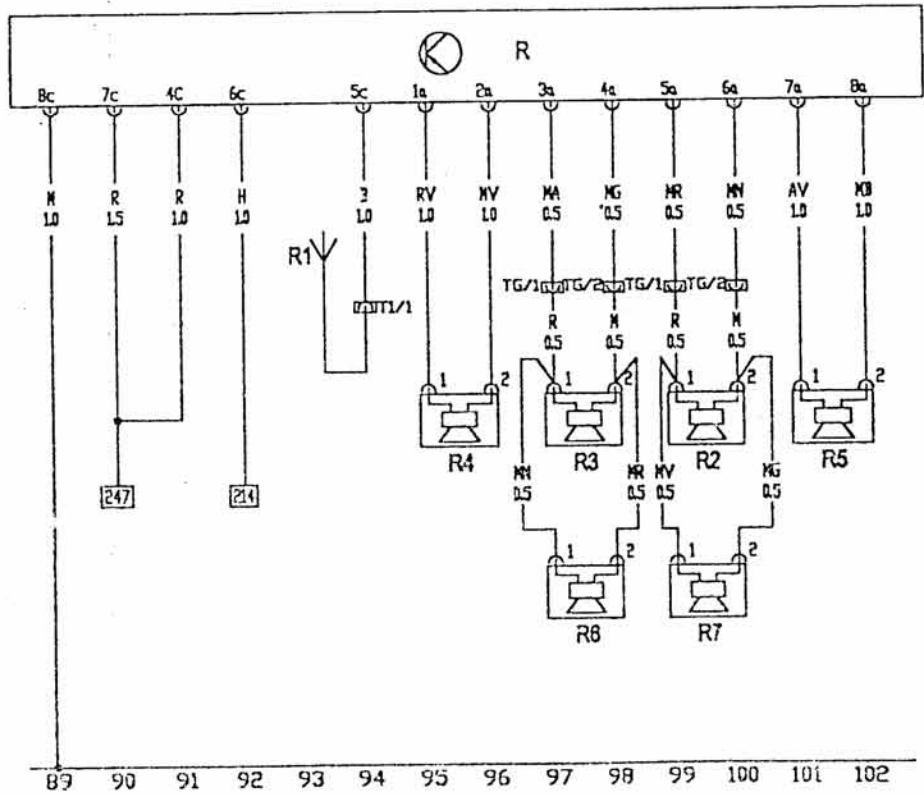 R
8c 7c 4C 6c 5c 1a 2a 3a 4a 5a 6a 7a 8a
M R R H 3 RV MV MA MG MR MN AV MB
1.0 1.5 1.0 1.0 1.0 1.0 1.0 0.5 0.5 0.5 0.5 1.0 1.0
R1
TG/1 TG/2 TG/1 TG/2
T1/1
R M R M
0.5 0.5 0.5 0.5
1 2 1 2 1 2 1 2
R4 R3 R2 R5
MN MR MV MG
0.5 0.5 0.5 0.5
247 214
1 2 1 2
R6 R7
89 90 91 92 93 94 95 96 97 98 99 100 101 102